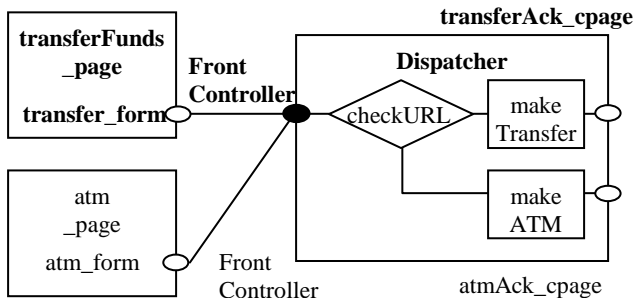 transferAck_cpage
transferFunds
_page
transfer_form
Front
Controller
Dispatcher
checkURL
make
Transfer
make
ATM
atm
_page
atm_form
Front
Controller
atmAck_cpage